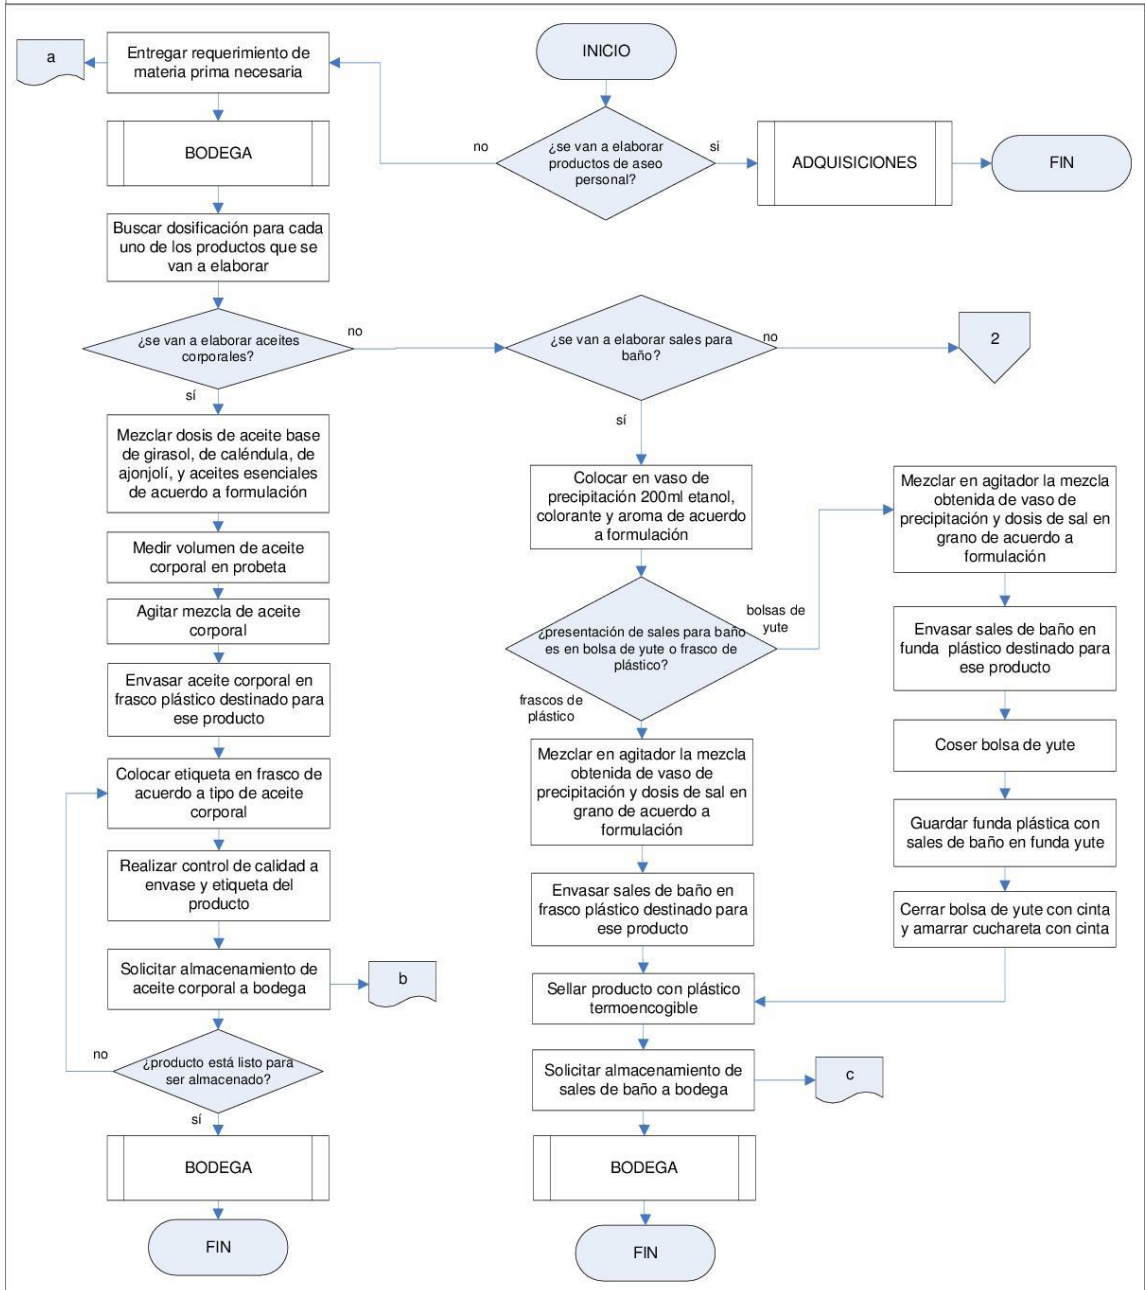 INICIO
a
Entregar requerimiento de
materia prima necesaria
BODEGA
no
¿se van a elaborar
productos de aseo
personal?
si
ADQUISICIONES
FIN
Buscar dosificación para cada
uno de los productos que se
van a elaborar
¿se van a elaborar aceites
corporales?
no
¿se van a elaborar sales para
baño?
no
2
sí
Mezclar dosis de aceite base
de girasol, de caléndula, de
ajonjolí, y aceites esenciales
de acuerdo a formulación
Medir volumen de aceite
corporal en probeta
Agitar mezcla de aceite
corporal
Envasar aceite corporal en
frasco plástico destinado para
ese producto
Colocar etiqueta en frasco de
acuerdo a tipo de aceite
corporal
Realizar control de calidad a
envase y etiqueta del
producto
Solicitar almacenamiento de
aceite corporal a bodega
b
no
¿producto está listo para
ser almacenado?
sí
BODEGA
FIN
sí
Colocar en vaso de
precipitación 200ml etanol,
colorante y aroma de acuerdo
a formulación
¿presentación de sales para baño
es en bolsa de yute o frasco de
plástico?
bolsas de
yute
frascos de
plástico
Mezclar en agitador la mezcla
obtenida de vaso de
precipitación y dosis de sal en
grano de acuerdo a
formulación
Envasar sales de baño en
frasco plástico destinado para
ese producto
Sellar producto con plástico
termoencogible
Solicitar almacenamiento de
sales de baño a bodega
c
BODEGA
FIN
Mezclar en agitador la mezcla
obtenida de vaso de
precipitación y dosis de sal en
grano de acuerdo a
formulación
Envasar sales de baño en
funda plástico destinado para
ese producto
Coser bolsa de yute
Guardar funda plástica con
sales de baño en funda yute
Cerrar bolsa de yute con cinta
y amarrar cuchareta con cinta